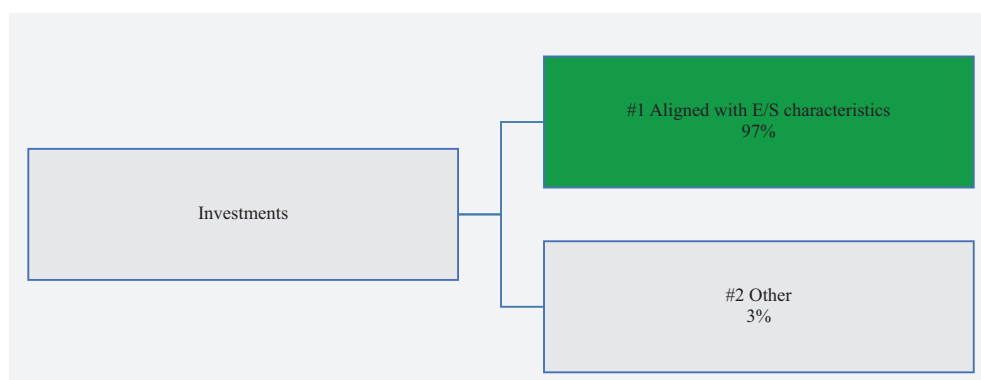 #1 Aligned with E/S characteristics
97%
Investments
#2 Other
3%